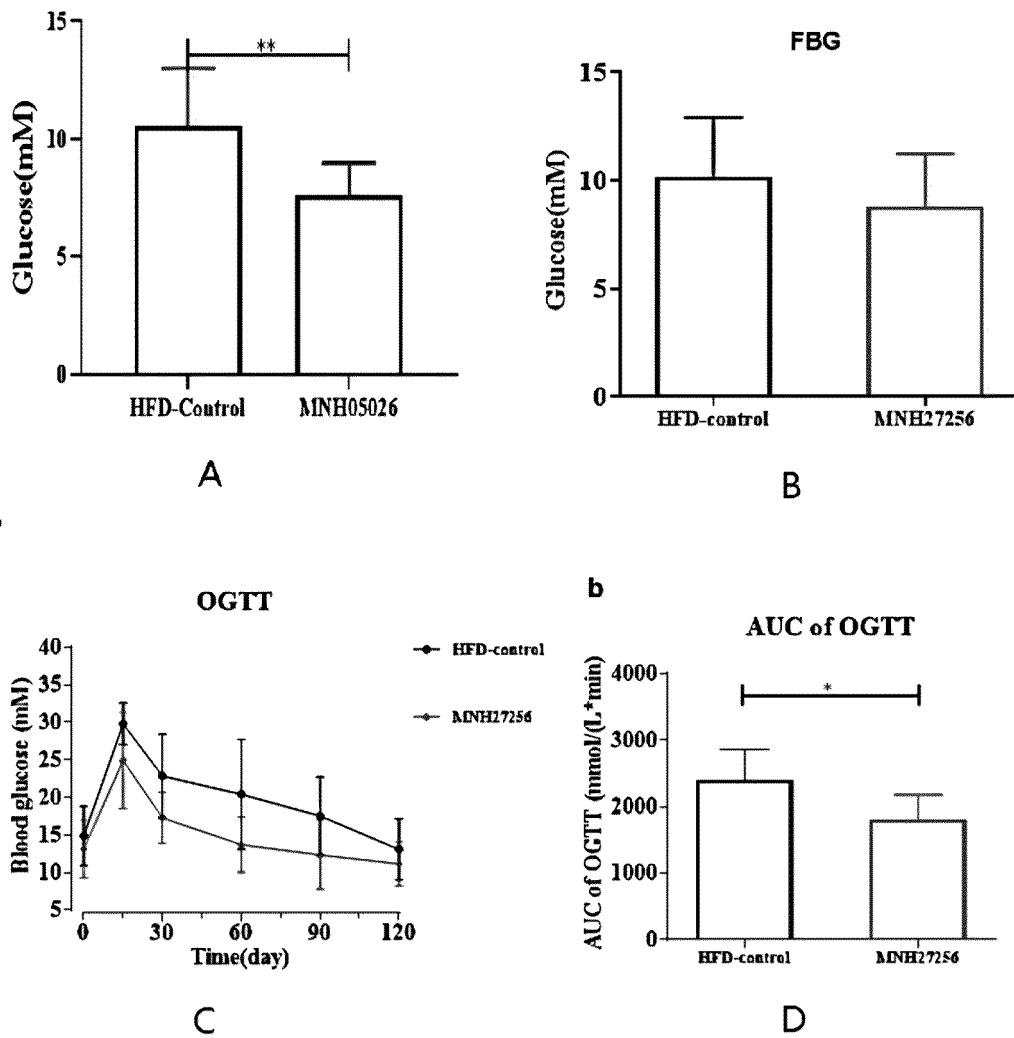 15
10
5
0
Glucose(mM)
**
HFD-Control MNH05026
A
FBG
15
10
5
0
Glucose(mM)
HFD-control MNH27256
B
OGTT
40
35
30
25
20
15
10
5
Blood glucose (mM)
HFD-control
MNH27256
0 30 60 90 120
Time(day)
C
b
AUC of OGTT
4000
3000
2000
1000
0
AUC of OGTT (mmol/(L*min)
*
HFD-control MNH27256
D